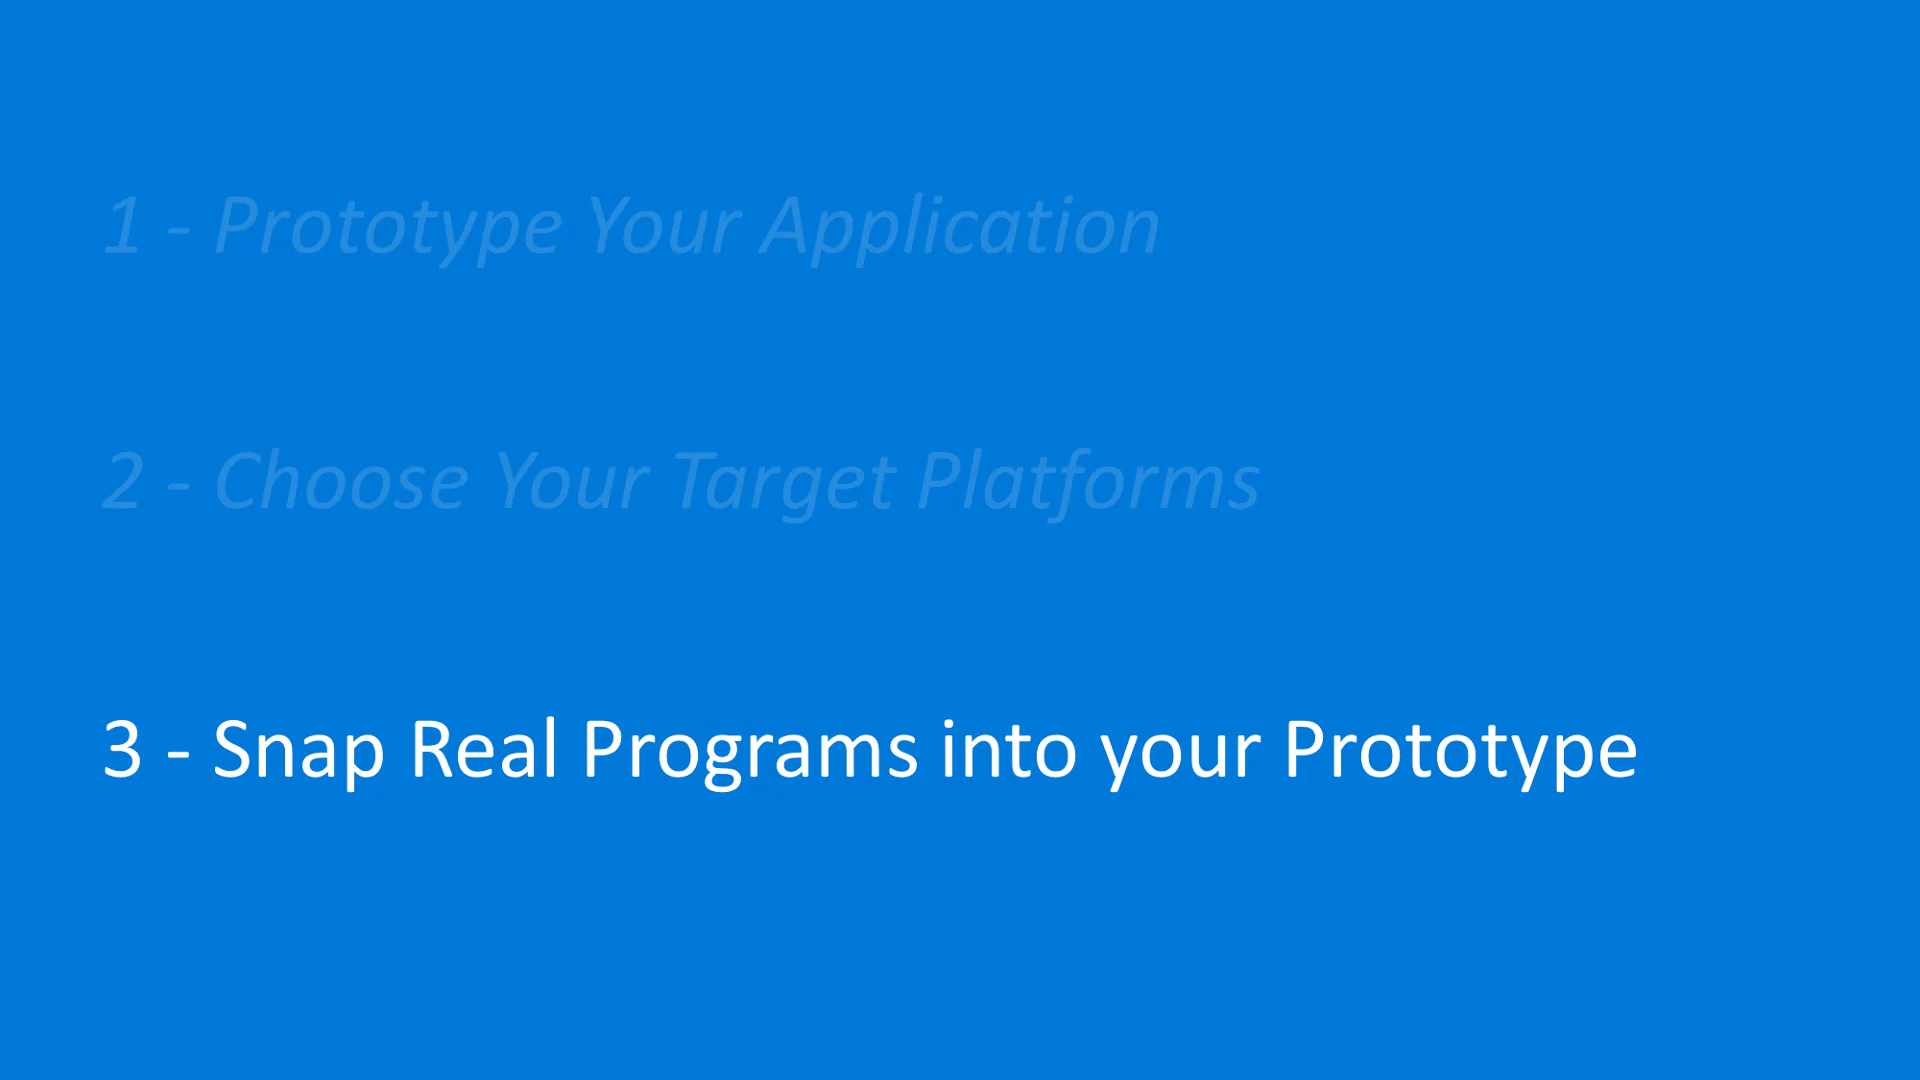 1 - Prototype Your Application
2 - Choose Your Target Platforms
3 - Snap Real Programs into your Prototype